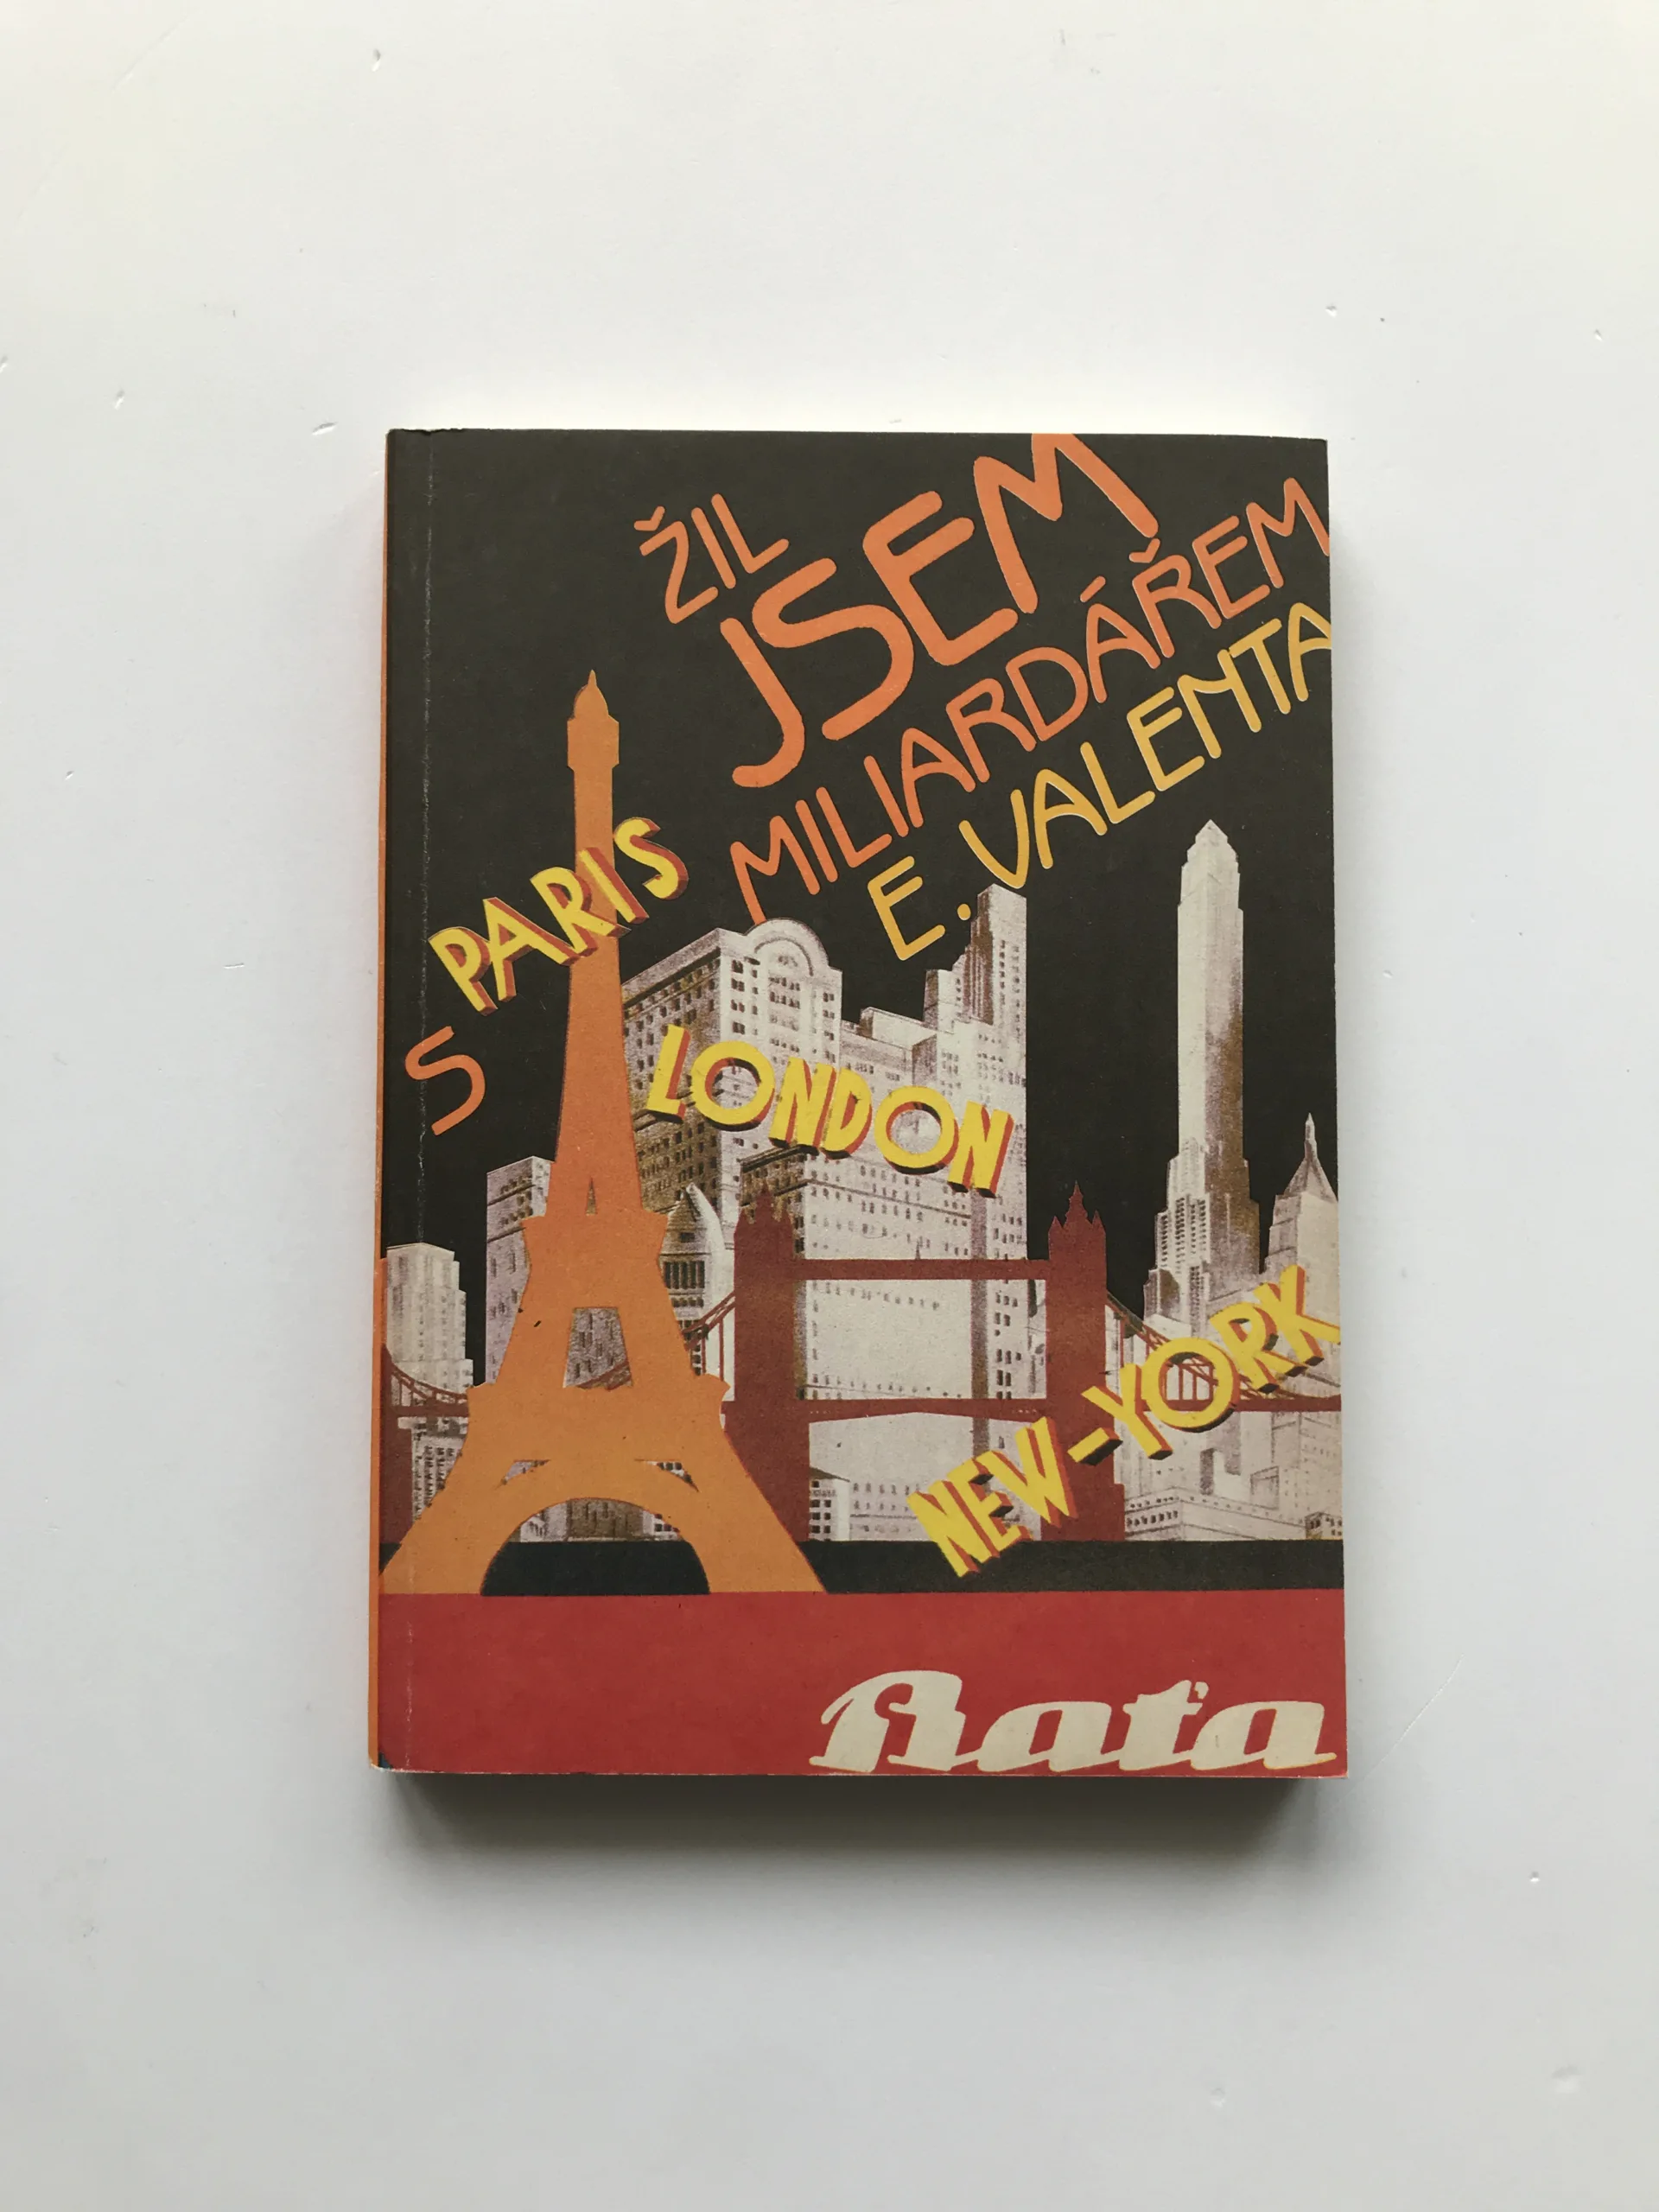 ŽIL
JSEM
S
MILIARDÁŘEM
E. VALENTA
PARIS
LONDON
NEW-YORK
Baťa